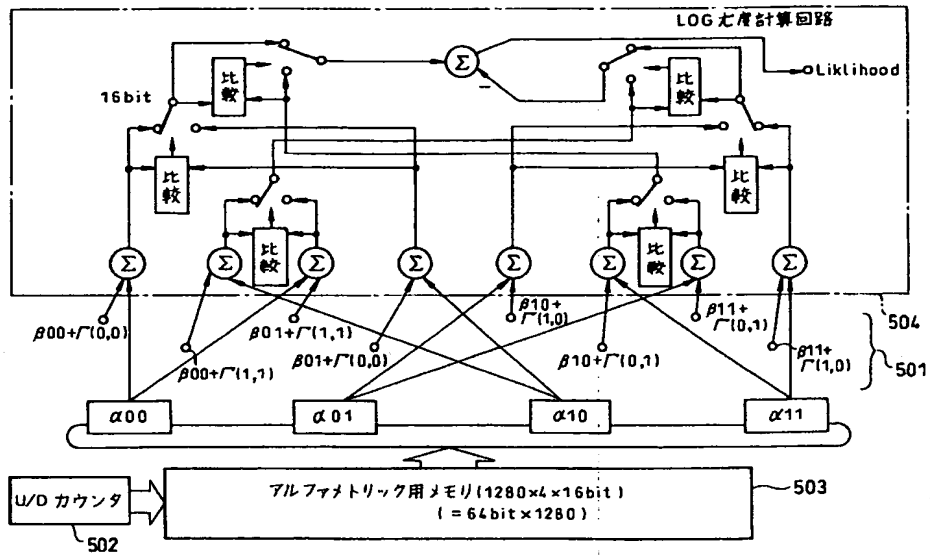 LOG 尤度計算回路
比較
比較
Liklihood
16bit
比較
比較
比較
比較
Σ
−
Σ
Σ
Σ
Σ
Σ
Σ
Σ
Σ
β00+Γ(0,0)
β00+Γ(1,1)
β01+Γ(1,1)
β01+Γ(0,0)
β10+
Γ(1,0)
β10+Γ(0,1)
β11+
Γ(0,1)
β11+
Γ(1,0)
504
501
α00
α01
α10
α11
U/D カウンタ
502
アルファメトリック用メモリ(1280×4×16bit)
(=64bit×1280)
503